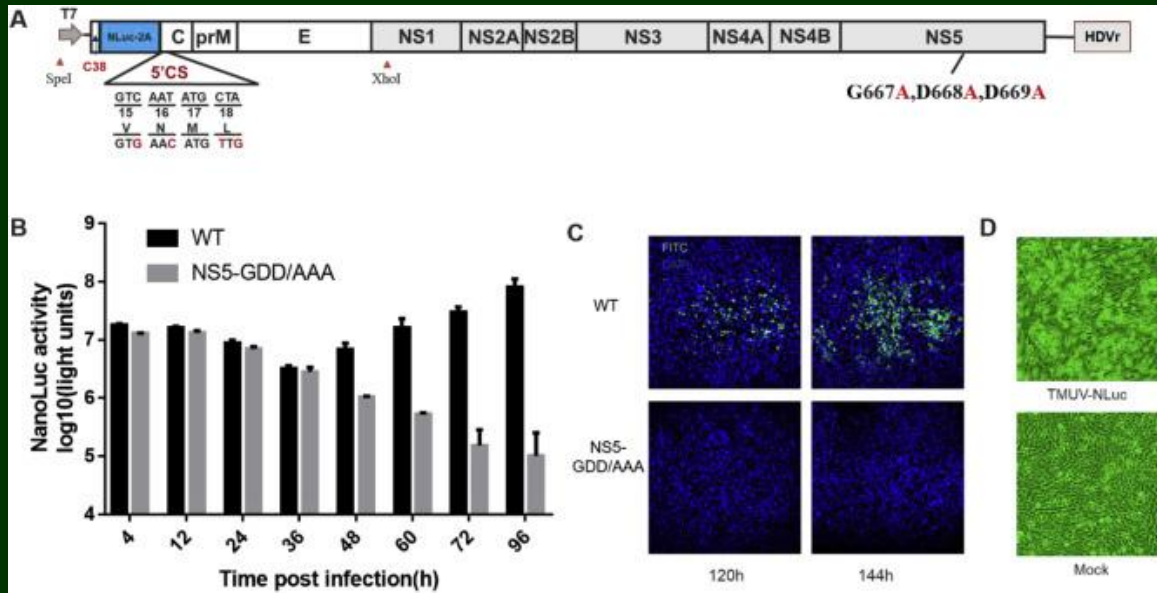 A
T7
NLuc-2A C prM E NS1 NS2A NS2B NS3 NS4A NS4B NS5 HDVr
C38
SpeI
5'CS
XhoI
G667A,D668A,D669A
GTC AAT ATG CTA
15 16 17 18
V N M L
GTG AAC ATG TTG
B
9
8
7
6
5
4
NanoLuc activity
log10(light units)
WT
NS5-GDD/AAA
4 12 24 36 48 60 72 96
Time post infection(h)
C
FITC
DAPI
WT
NS5-
GDD/AAA
120h 144h
D
TMUV-NLuc
Mock